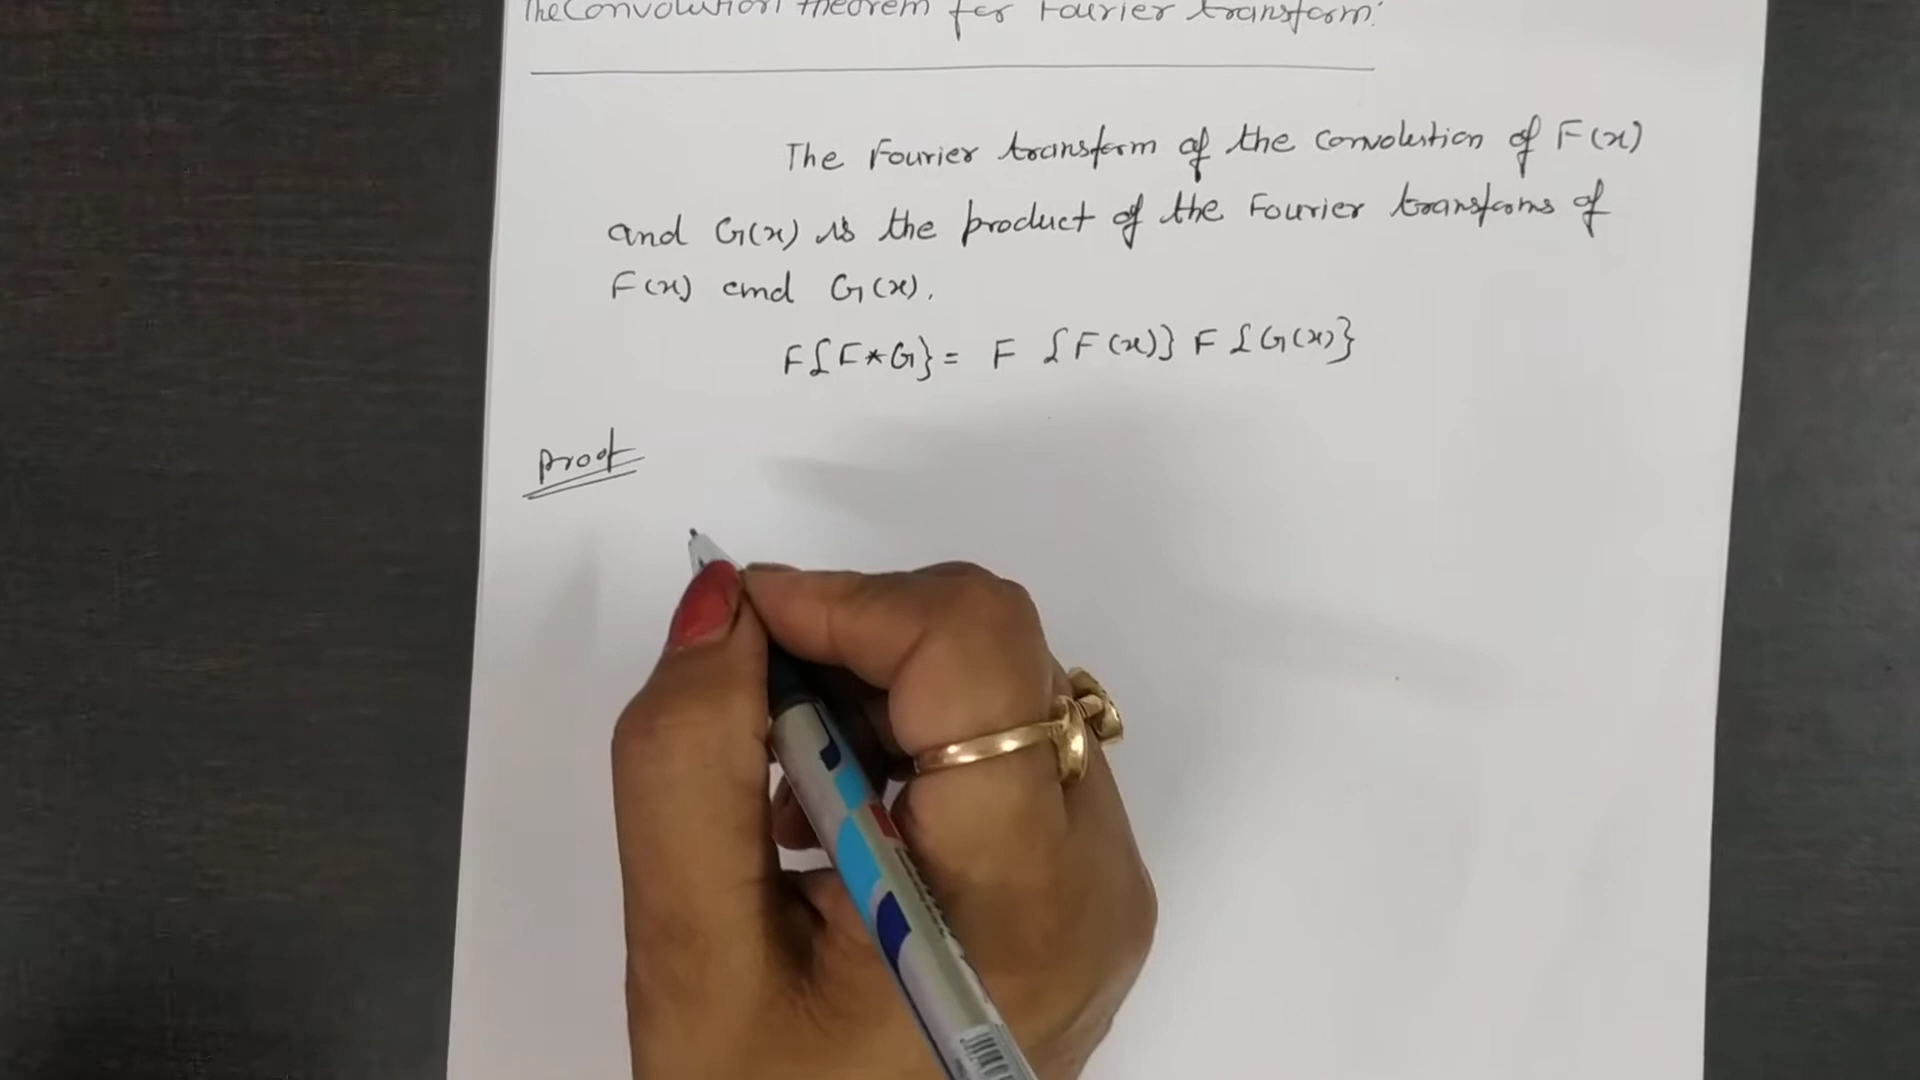 The Convolution theorem for Fourier transform:
The Fourier transform of the convolution of F(x)
and G(x) is the product of the Fourier transforms of
F(x) and G(x).
F{F*G} = F {F(x)} F {G(x)}
Proof